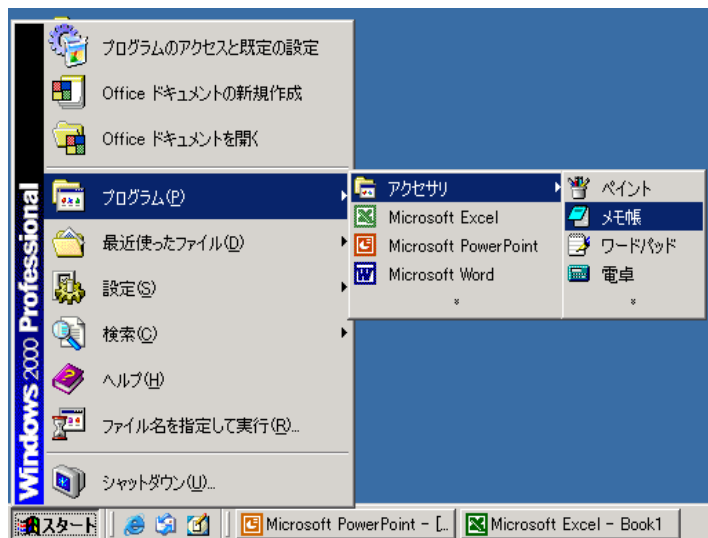 プログラムのアクセスと既定の設定
Office ドキュメントの新規作成
Office ドキュメントを開く
プログラム(P)
最近使ったファイル(D)
設定(S)
検索(C)
ヘルプ(H)
ファイル名を指定して実行(R)...
シャットダウン(U)...
Windows 2000 Professional
アクセサリ
Microsoft Excel
Microsoft PowerPoint
Microsoft Word
ペイント
メモ帳
ワードパッド
電卓
スタート
Microsoft PowerPoint - [...
Microsoft Excel - Book1